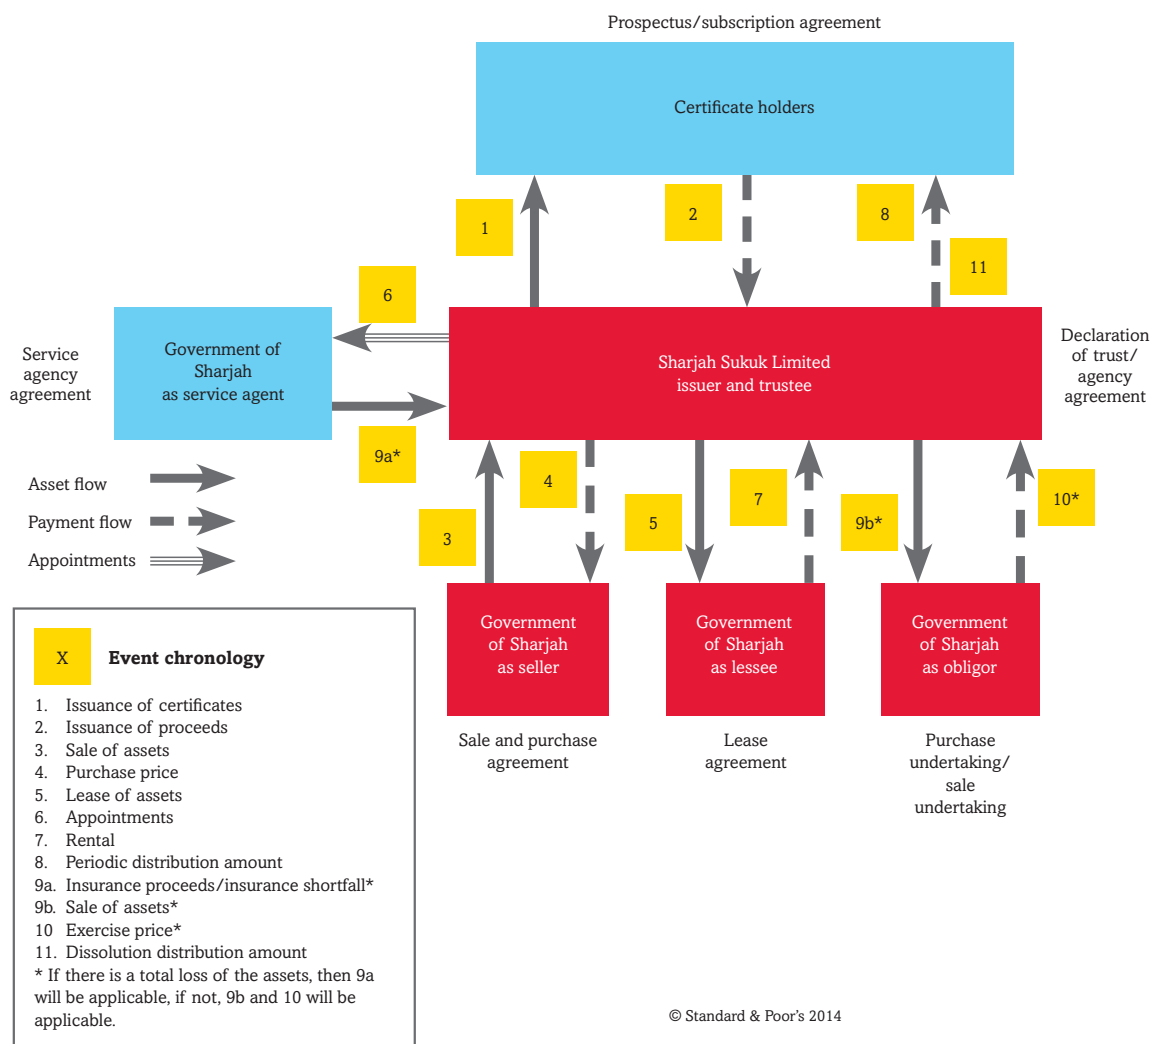 Prospectus/subscription agreement
Certificate holders
1
2
8
11
6
Service
agency
agreement
Government of
Sharjah
as service agent
Sharjah Sukuk Limited
issuer and trustee
Declaration
of trust/
agency
agreement
9a*
Asset flow
Payment flow
Appointments
3
4
5
7
9b*
10*
Government
of Sharjah
as seller
Government
of Sharjah
as lessee
Government
of Sharjah
as obligor
Sale and purchase
agreement
Lease
agreement
Purchase
undertaking/
sale
undertaking
X
Event chronology
1. Issuance of certificates
2. Issuance of proceeds
3. Sale of assets
4. Purchase price
5. Lease of assets
6. Appointments
7. Rental
8. Periodic distribution amount
9a. Insurance proceeds/insurance shortfall*
9b. Sale of assets*
10 Exercise price*
11. Dissolution distribution amount
* If there is a total loss of the assets, then 9a
will be applicable, if not, 9b and 10 will be
applicable.
© Standard & Poor's 2014